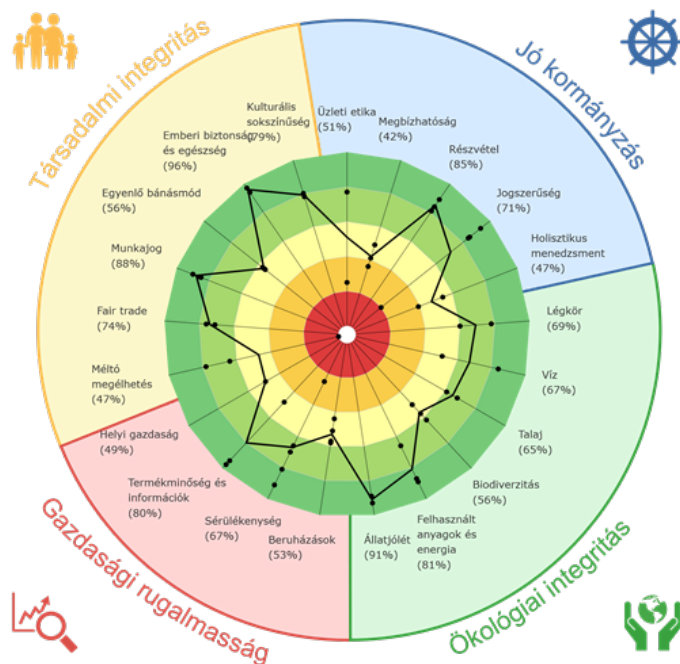 Társadalmi integritás
Jó kormányzás
Ökológiai integritás
Gazdasági rugalmasság
Üzleti etika
(51%)
Megbízhatóság
(42%)
Részvétel
(85%)
Jogszerűség
(71%)
Holisztikus
menedzsment
(47%)
Légkör
(69%)
Víz
(67%)
Talaj
(65%)
Biodiverzitás
(56%)
Felhasznált
anyagok és
energia
(81%)
Állatjólét
(91%)
Beruházások
(53%)
Sérülékenység
(67%)
Termékminőség és
információk
(80%)
Helyi gazdaság
(49%)
Méltó
megélhetés
(47%)
Fair trade
(74%)
Munkajog
(88%)
Egyenlő bánásmód
(56%)
Emberi biztonság
és egészség
(96%)
Kulturális
sokszínűség
(79%)